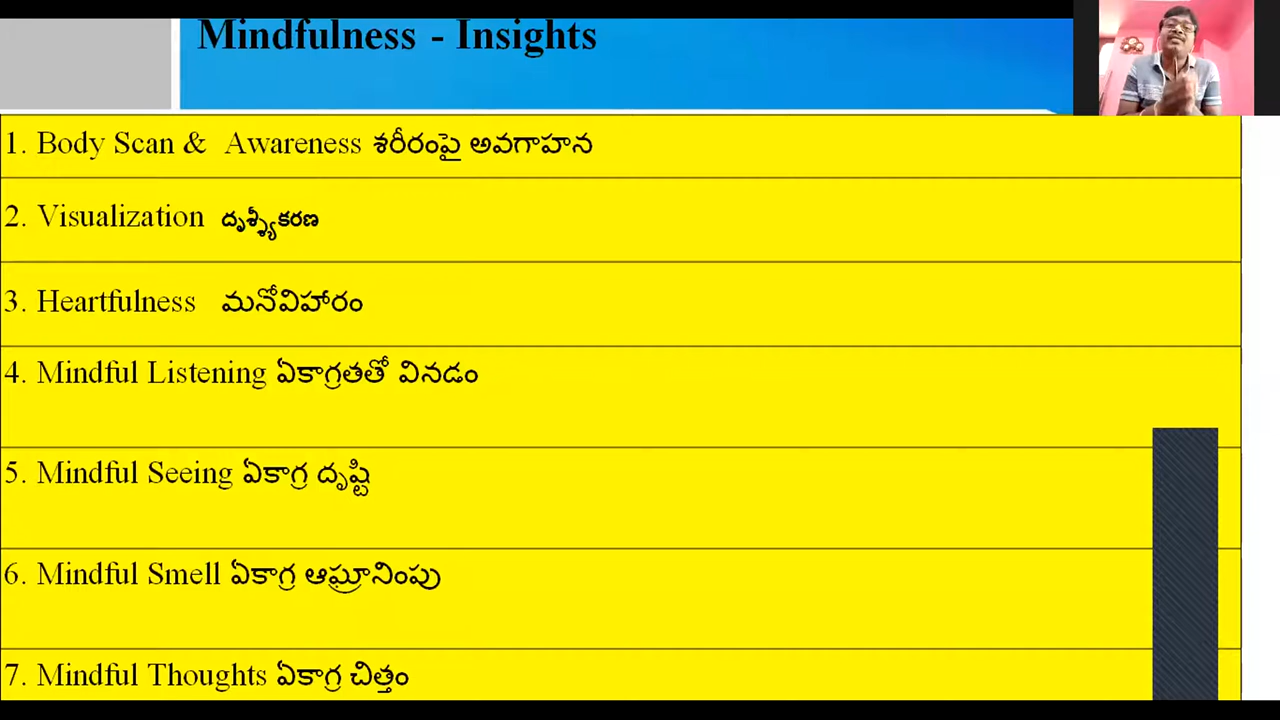 Mindfulness - Insights
1. Body Scan & Awareness శరీరంపై అవగాహన
2. Visualization దృశ్శ్యీకరణ
3. Heartfulness మనోవిహారం
4. Mindful Listening ఏకాగ్రతతో వినడం
5. Mindful Seeing ఏకాగ్ర దృష్టి
6. Mindful Smell ఏకాగ్ర ఆఘ్రానింపు
7. Mindful Thoughts ఏకాగ్ర చిత్తం